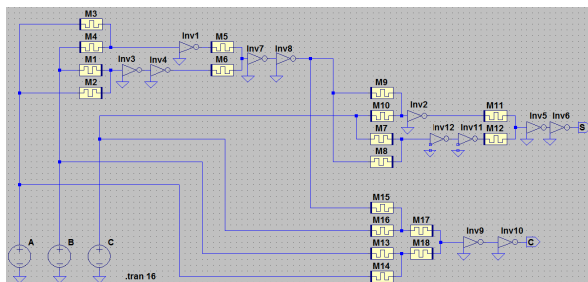 M3
M4
Inv1
M5
M1
Inv3
Inv4
M6
Inv7
Inv8
M2
M9
M10
Inv2
M11
M7
Inv12
Inv11
M12
Inv5
Inv6
S
M8
M15
M16
M17
Inv9
Inv10
C
M13
M18
M14
A
B
C
.tran 16